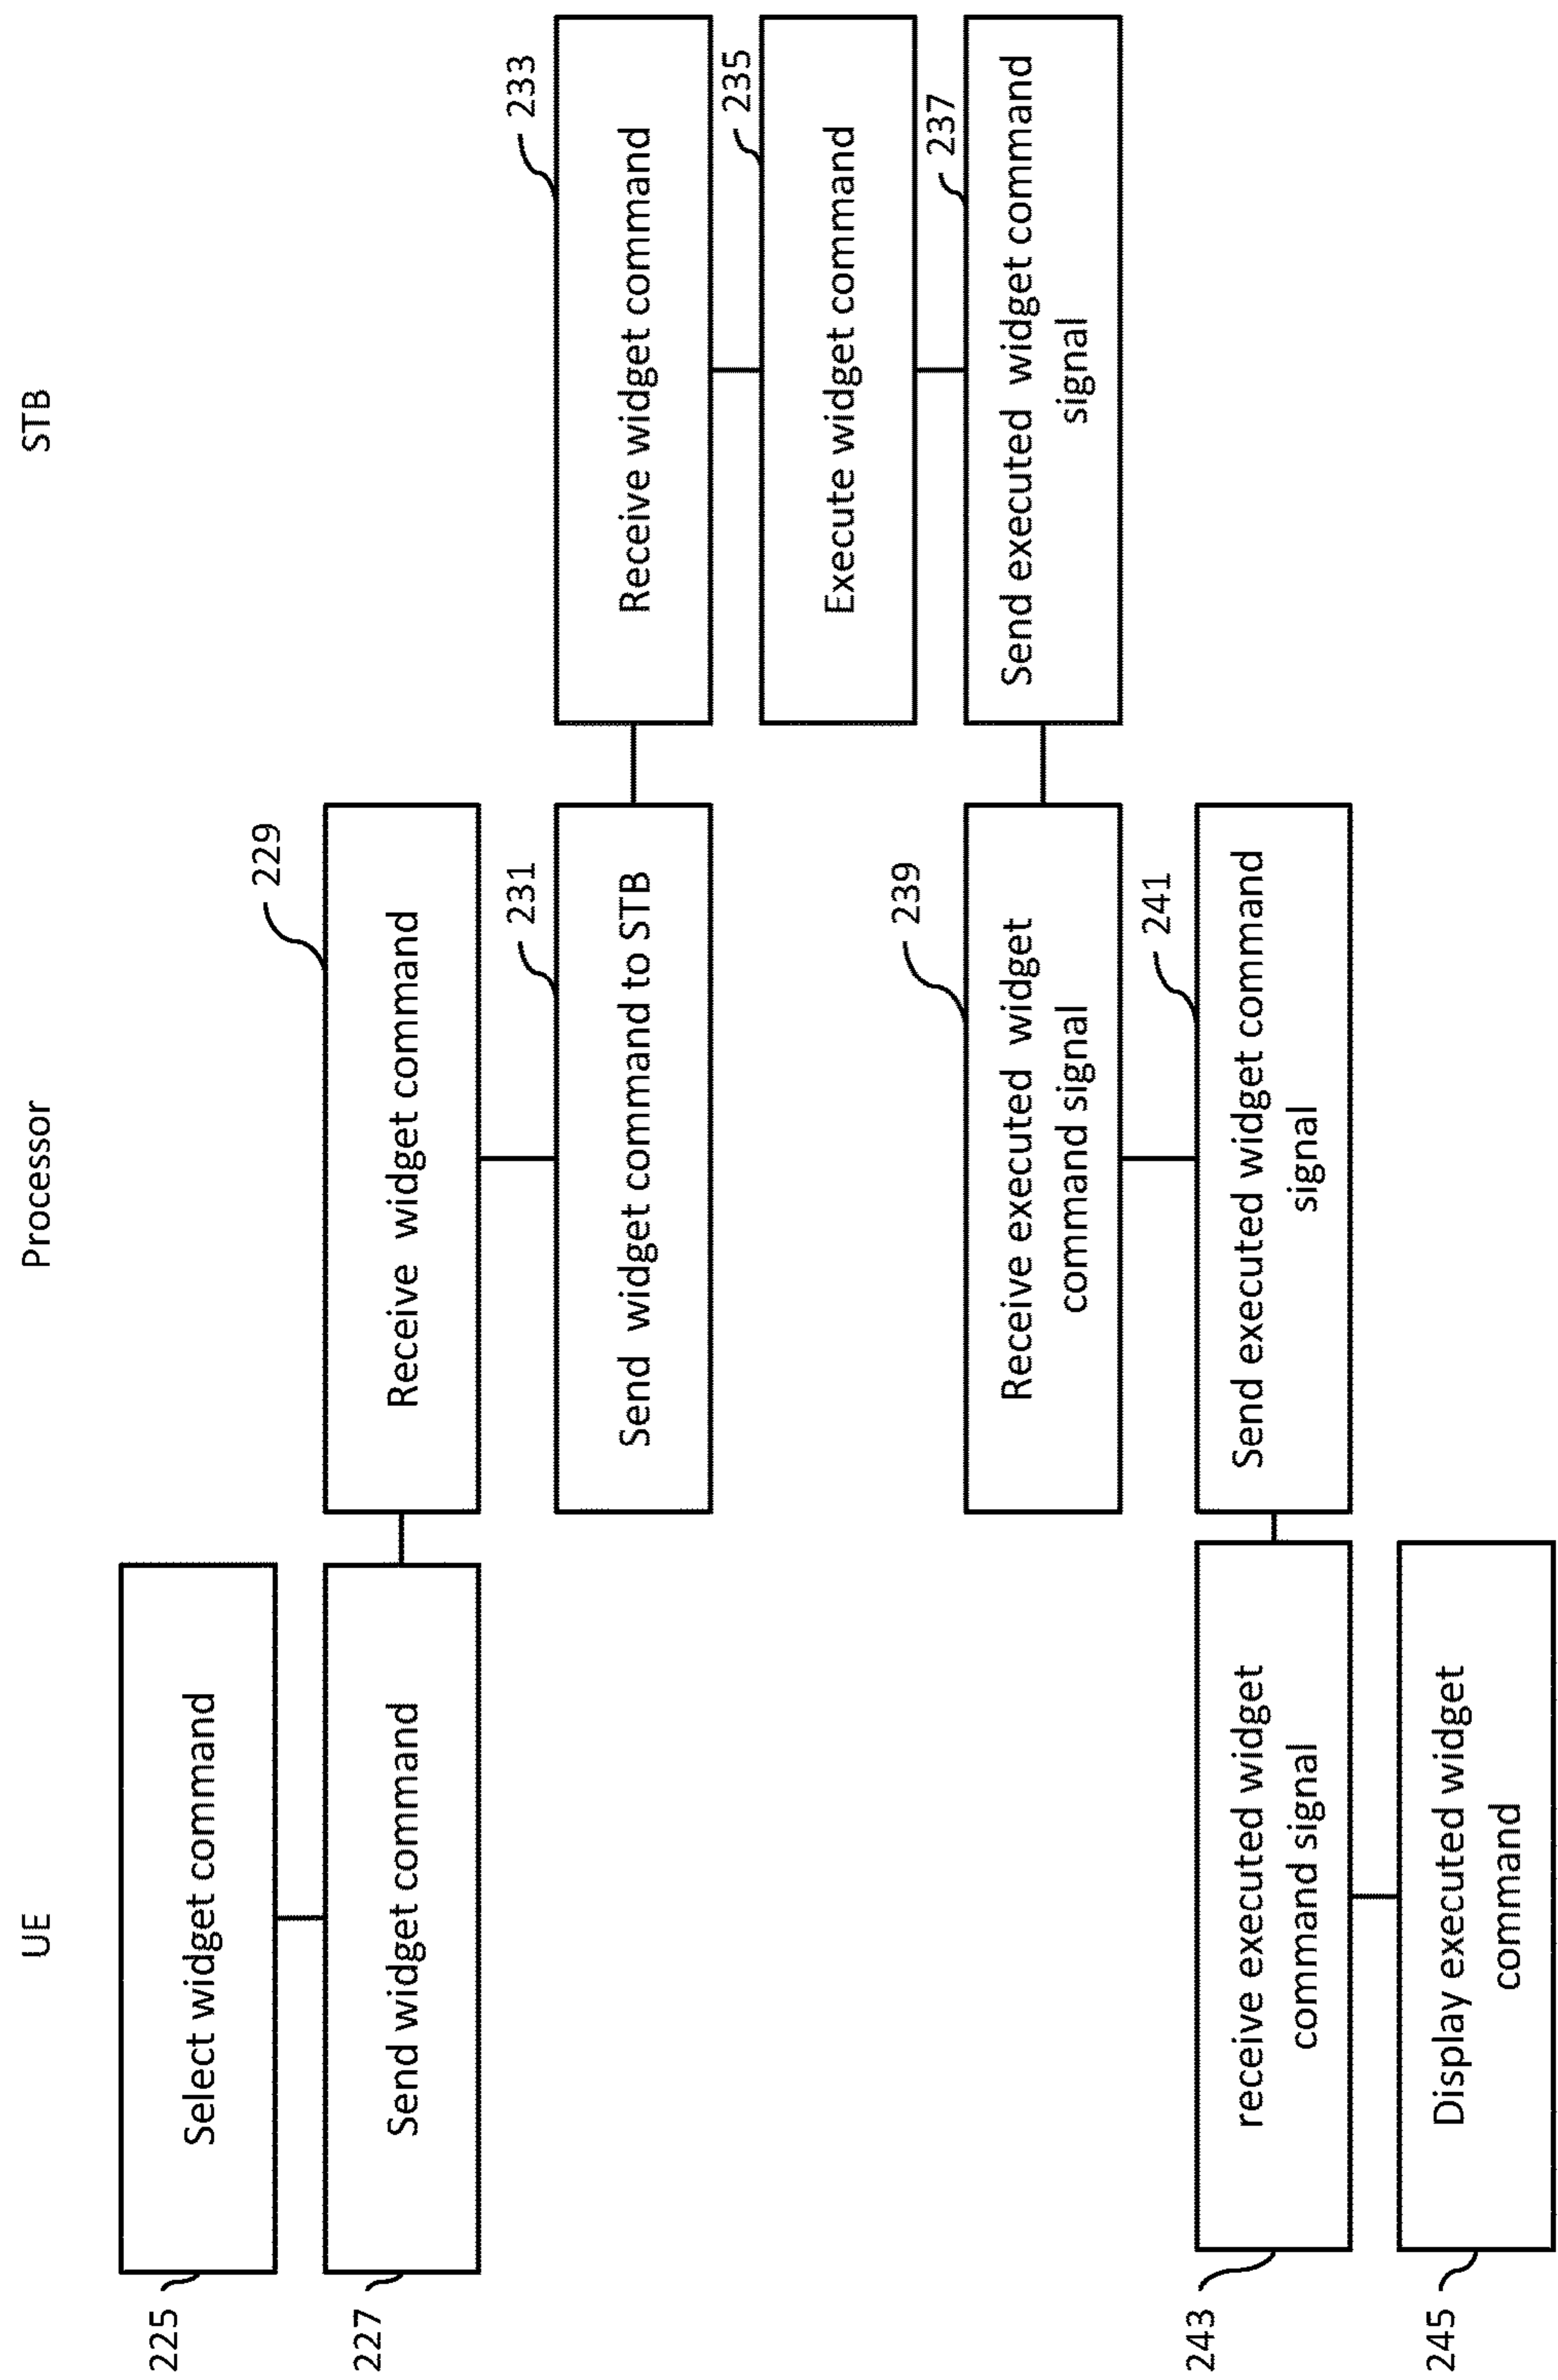 UE
Processor
STB
225
Select widget command
227
Send widget command
229
Receive widget command
231
Send widget command to STB
233
Receive widget command
235
Execute widget command
237
Send executed widget command
signal
239
Receive executed widget
command signal
241
Send executed widget command
signal
243
receive executed widget
command signal
245
Display executed widget
command